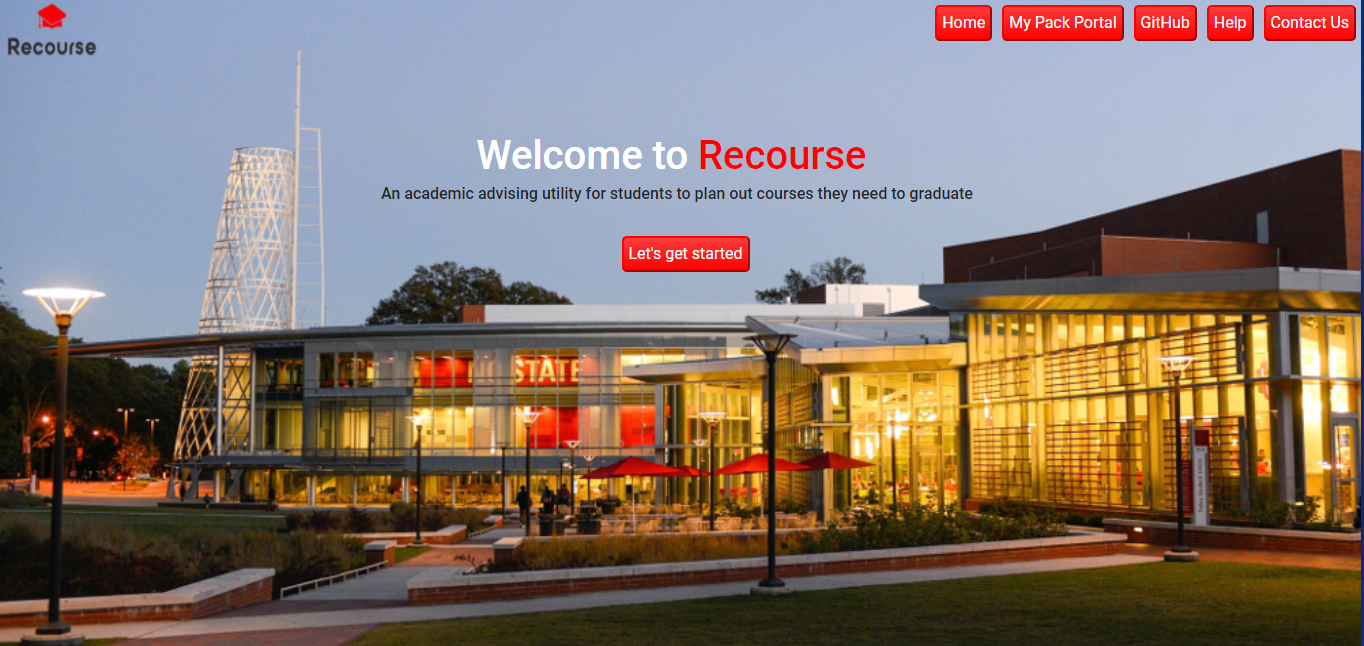 Recourse
Home My Pack Portal GitHub Help Contact Us
Welcome to Recourse
An academic advising utility for students to plan out courses they need to graduate
Let's get started
STATE